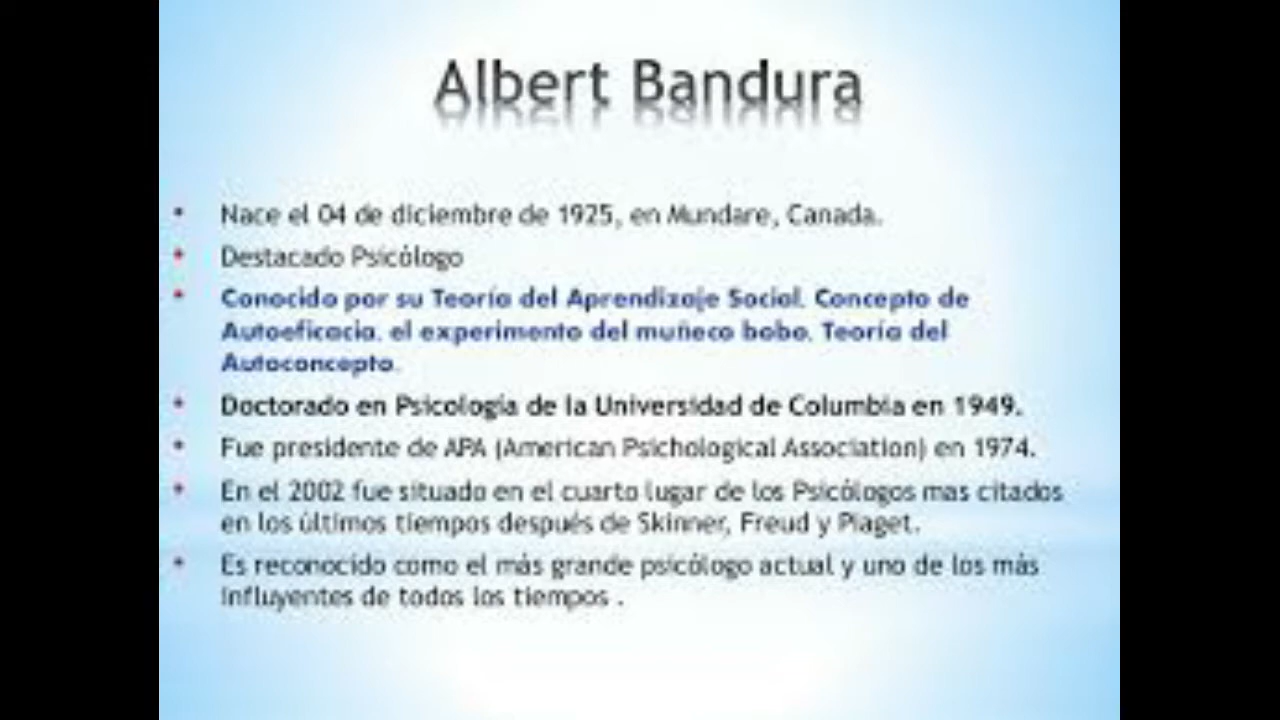 Albert Bandura
• Nace el 04 de diciembre de 1925, en Mundare, Canada.
• Destacado Psicólogo
• Conocido por su Teoría del Aprendizaje Social. Concepto de
Autoeficacia. el experimento del muñeco bobo. Teoría del
Autoconcepto.
• Doctorado en Psicología de la Universidad de Columbia en 1949.
• Fue presidente de APA (American Psichological Association) en 1974.
• En el 2002 fue situado en el cuarto lugar de los Psicólogos mas citados
en los últimos tiempos después de Skinner, Freud y Piaget.
• Es reconocido como el más grande psicólogo actual y uno de los más
influyentes de todos los tiempos .